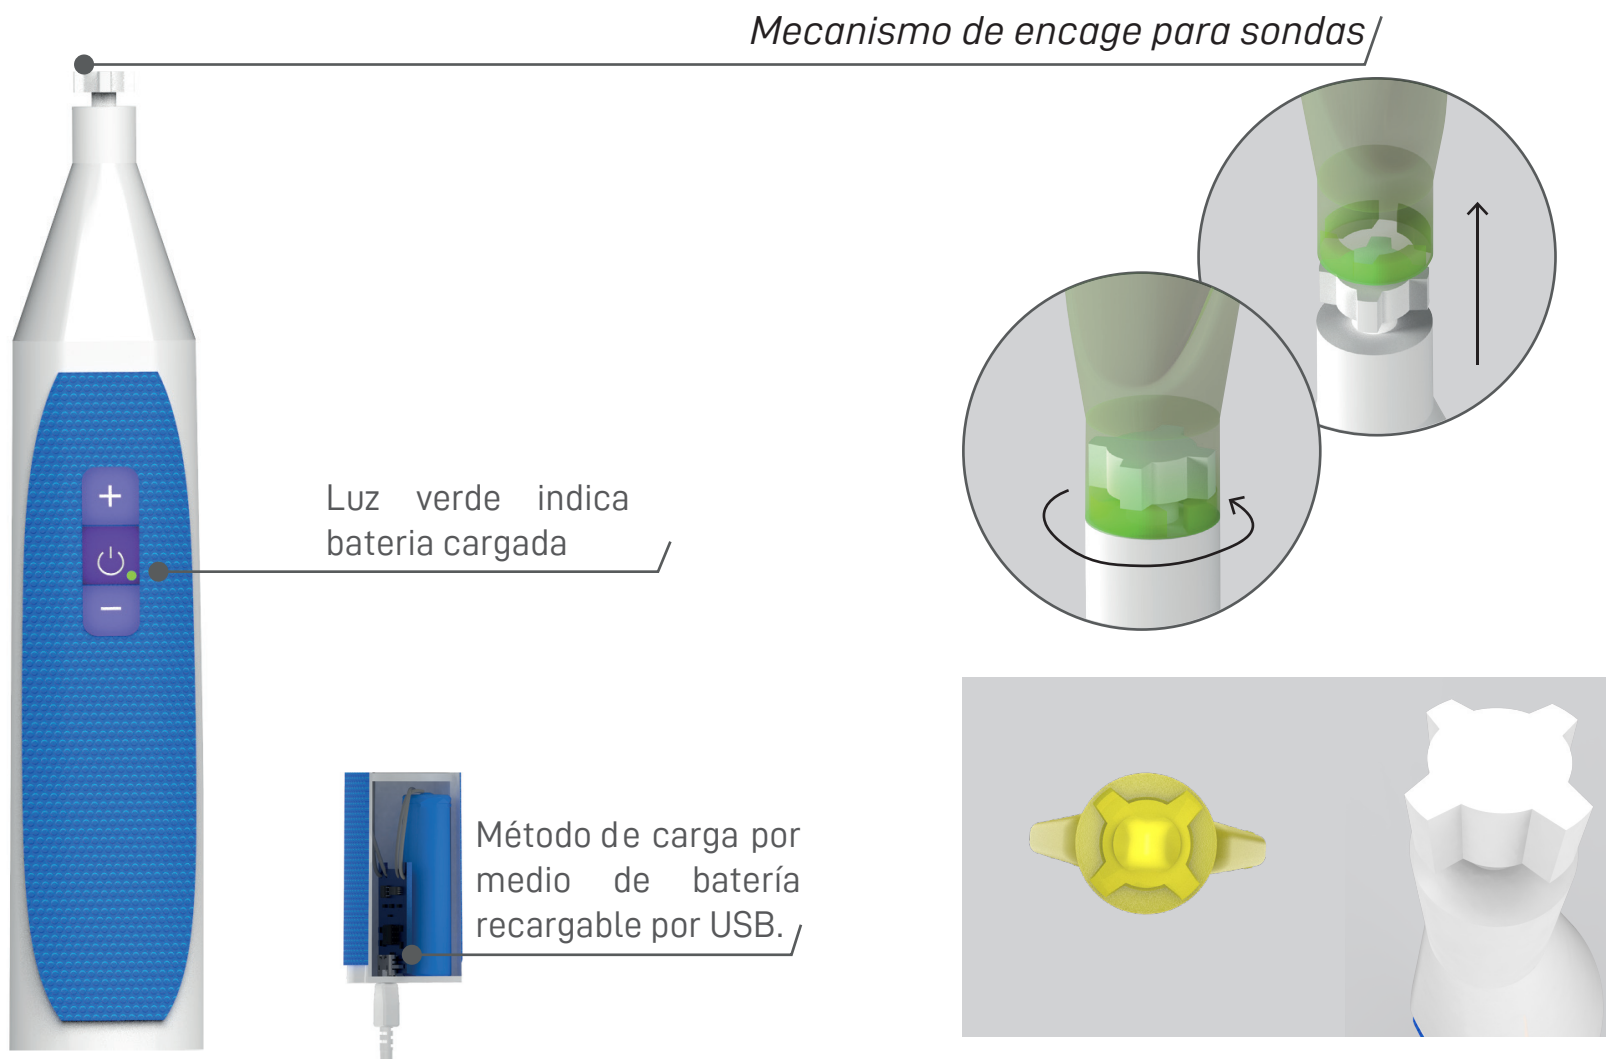 Mecanismo de encage para sondas
+
Luz verde indica
bateria cargada
−
Método de carga por
medio de batería
recargable por USB.